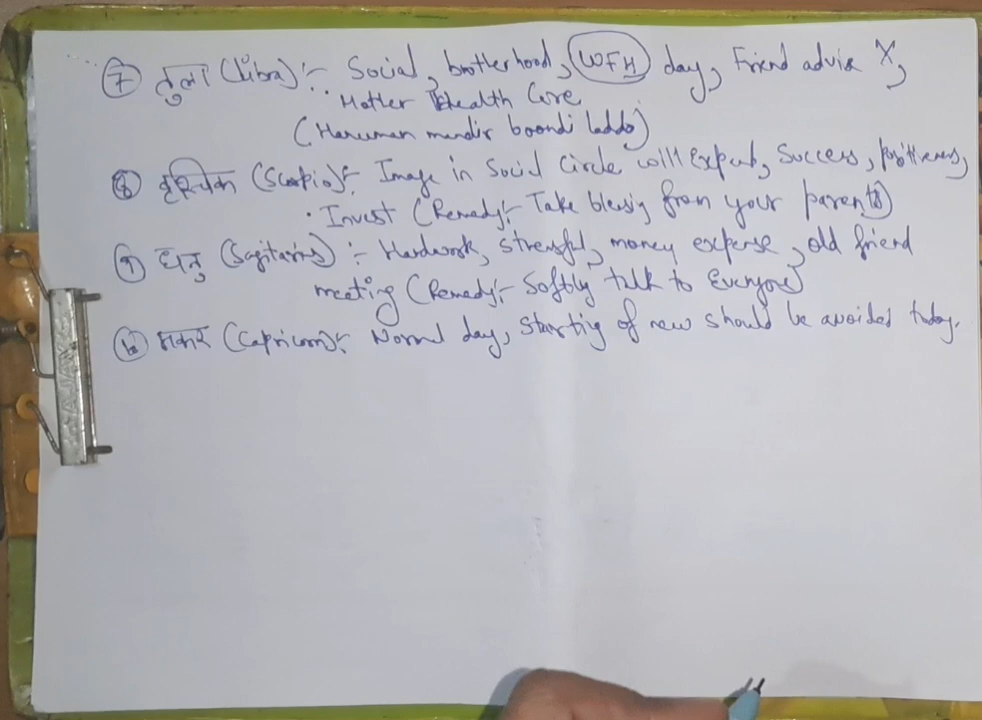 ⑦ तुला (Libra) :- Social, brotherhood, WFH day, Friend advice X,
Mother Health Care
(Hanuman mandir boondi laddo)
⑧ वृश्चिक (Scorpio) :- Image in Social Circle will Expand, Success, positiveness,
Invest (Remedy :- Take blessing from your parents)
⑨ धनु (Sagitarius) :- Hardwork, stressful, money expense, old friend
meeting (Remedy :- Softly talk to Everyone)
⑩ मकर (Capricorn) :- Normal day, Starting of new should be avoided today.
BAJAJ